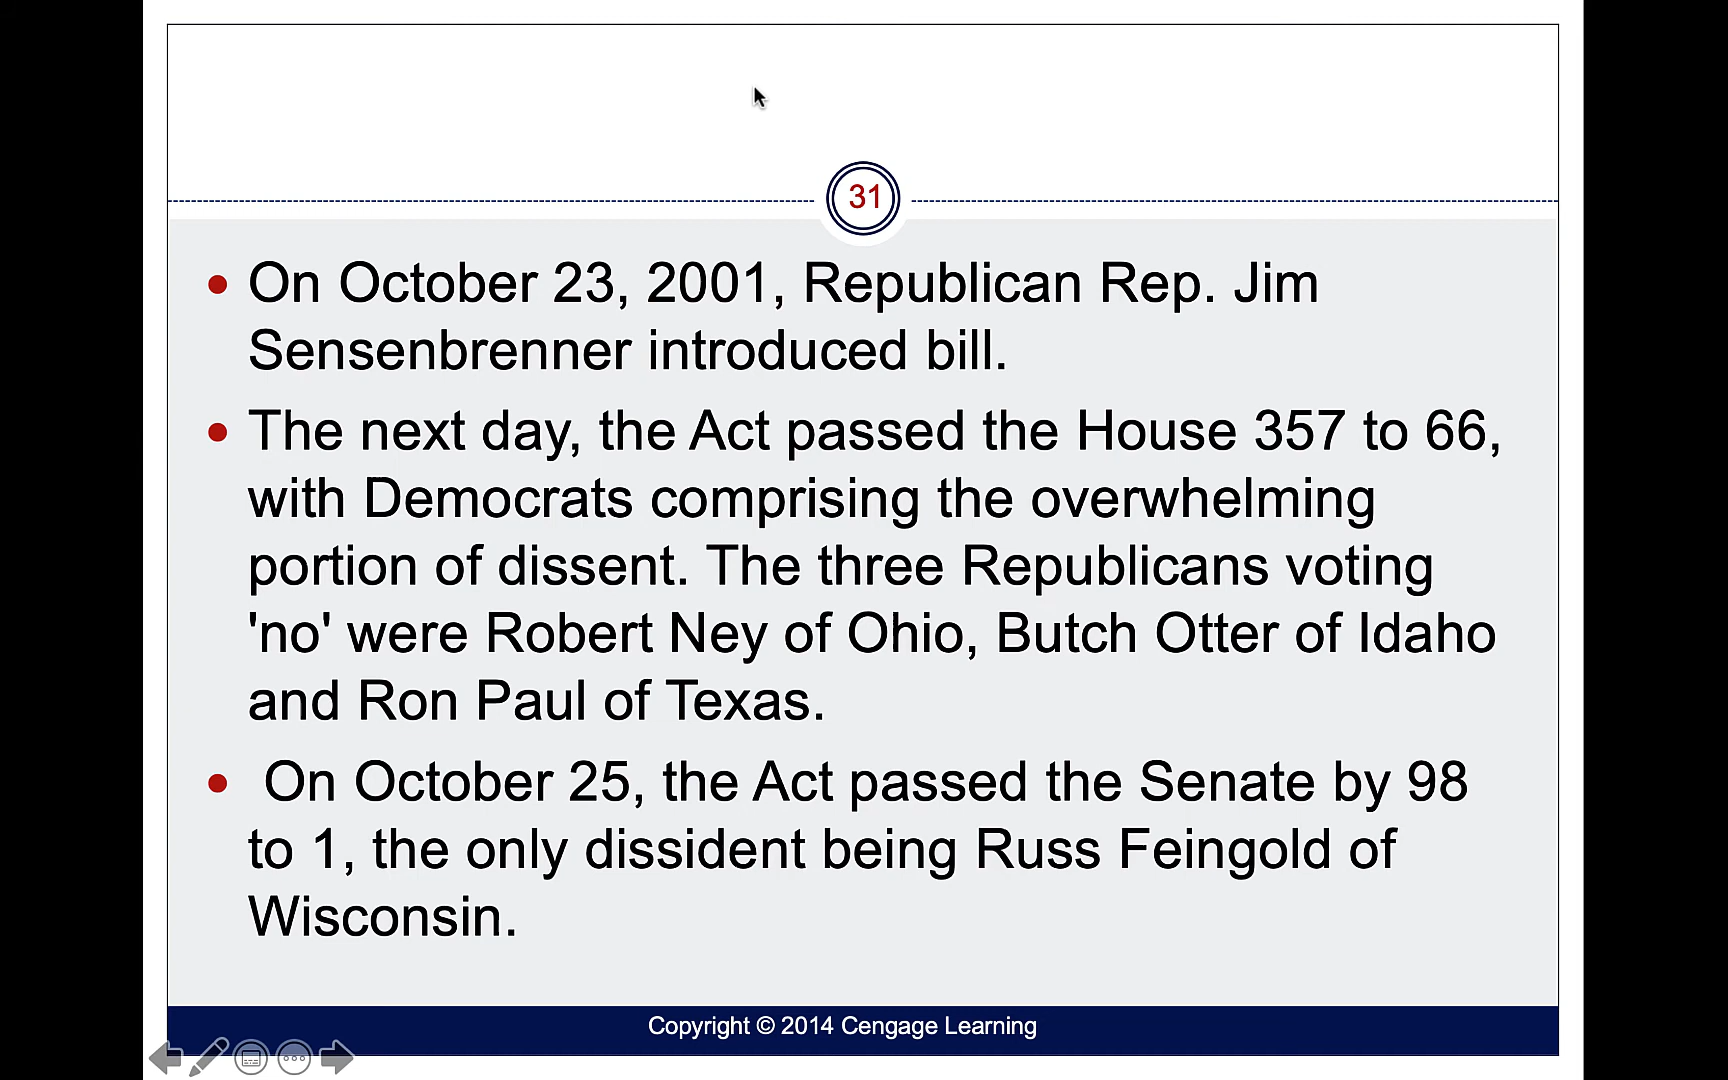 31
• On October 23, 2001, Republican Rep. Jim
Sensenbrenner introduced bill.
• The next day, the Act passed the House 357 to 66,
with Democrats comprising the overwhelming
portion of dissent. The three Republicans voting
'no' were Robert Ney of Ohio, Butch Otter of Idaho
and Ron Paul of Texas.
• On October 25, the Act passed the Senate by 98
to 1, the only dissident being Russ Feingold of
Wisconsin.
Copyright © 2014 Cengage Learning